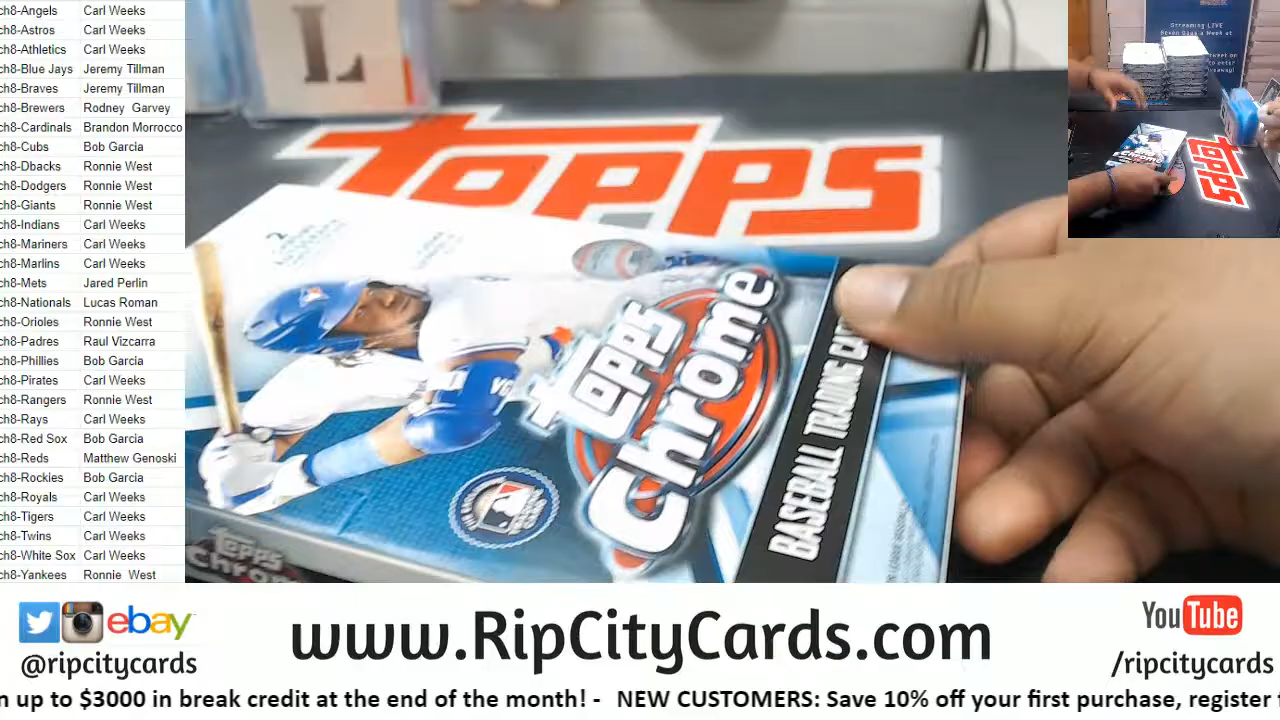 ch8-Angels Carl Weeks
ch8-Astros Carl Weeks
ch8-Athletics Carl Weeks
ch8-Blue Jays Jeremy Tillman
ch8-Braves Jeremy Tillman
ch8-Brewers Rodney Garvey
ch8-Cardinals Brandon Morrocco
ch8-Cubs Bob Garcia
ch8-Dbacks Ronnie West
ch8-Dodgers Ronnie West
ch8-Giants Ronnie West
ch8-Indians Carl Weeks
ch8-Mariners Carl Weeks
ch8-Marlins Carl Weeks
ch8-Mets Jared Perlin
ch8-Nationals Lucas Roman
ch8-Orioles Ronnie West
ch8-Padres Raul Vizcarra
ch8-Phillies Bob Garcia
ch8-Pirates Carl Weeks
ch8-Rangers Ronnie West
ch8-Rays Carl Weeks
ch8-Red Sox Bob Garcia
ch8-Reds Matthew Genoski
ch8-Rockies Bob Garcia
ch8-Royals Carl Weeks
ch8-Tigers Carl Weeks
ch8-Twins Carl Weeks
ch8-White Sox Carl Weeks
ch8-Yankees Ronnie West
L
Topps
Topps
Chrome
BASEBALL TRADING
VG
Topps
Chrome
Streaming LIVE
Seven Days a Week at
Topps
Chrome
Topps
ebay
@ripcitycards
www.RipCityCards.com
YouTube
/ripcitycards
n up to $3000 in break credit at the end of the month! - NEW CUSTOMERS: Save 10% off your first purchase, register